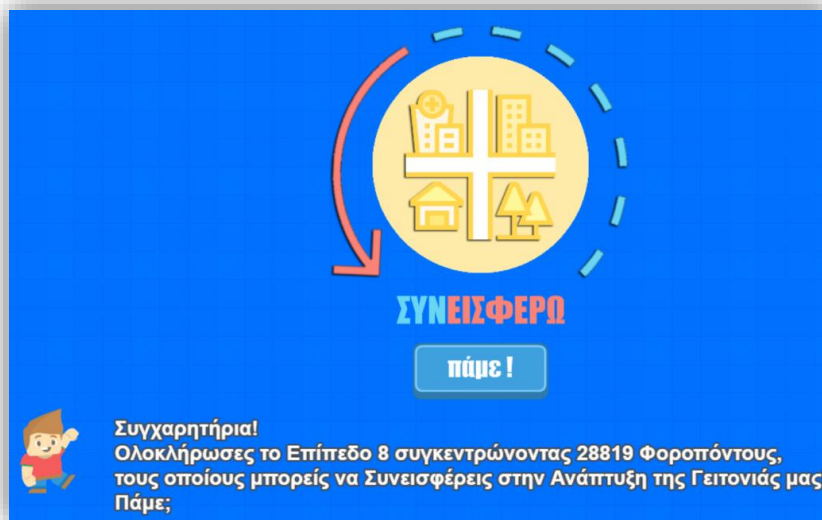 ΣΥΝΕΙΣΦΕΡΩ
πάμε!
Συγχαρητήρια!
Ολοκλήρωσες το Επίπεδο 8 συγκεντρώνοντας 28819 Φοροπόντους,
τους οποίους μπορείς να Συνεισφέρεις στην Ανάπτυξη της Γειτονιάς μας
Πάμε;